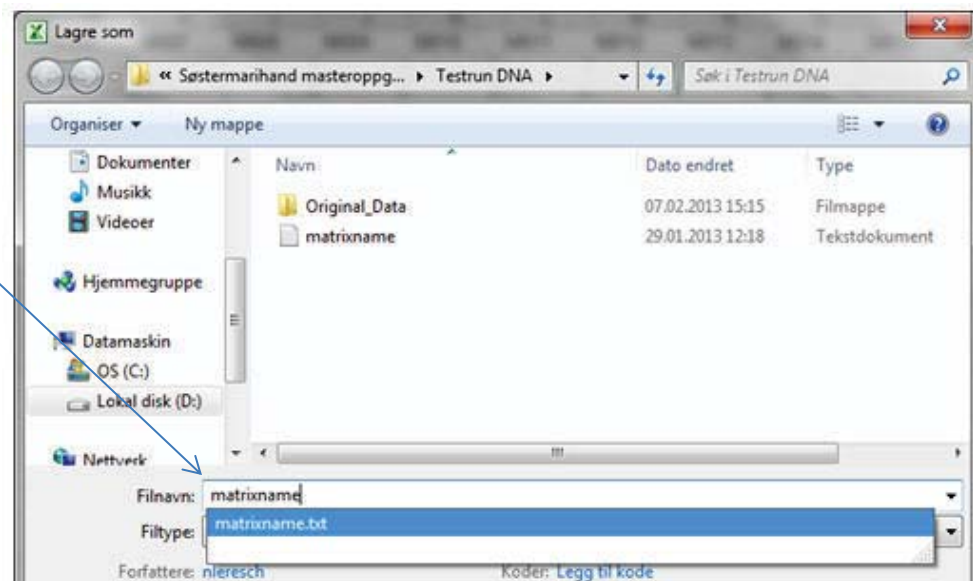 Lagre som
« Søstermarihand masteroppg... Testrun DNA Søk i Testrun DNA
Organiser Ny mappe
Navn Dato endret Type
Dokumenter
Musikk
Videoer
Original_Data 07.02.2013 15:15 Filmappe
matrixname 29.01.2013 12:18 Tekstdokument
Hjemmegruppe
Datamaskin
OS (C:)
Lokal disk (D:)
Nettverk
Filnavn: matrixname
Filtype: matrixname.txt
Forfattere: nleresch Koder: Legg til kode